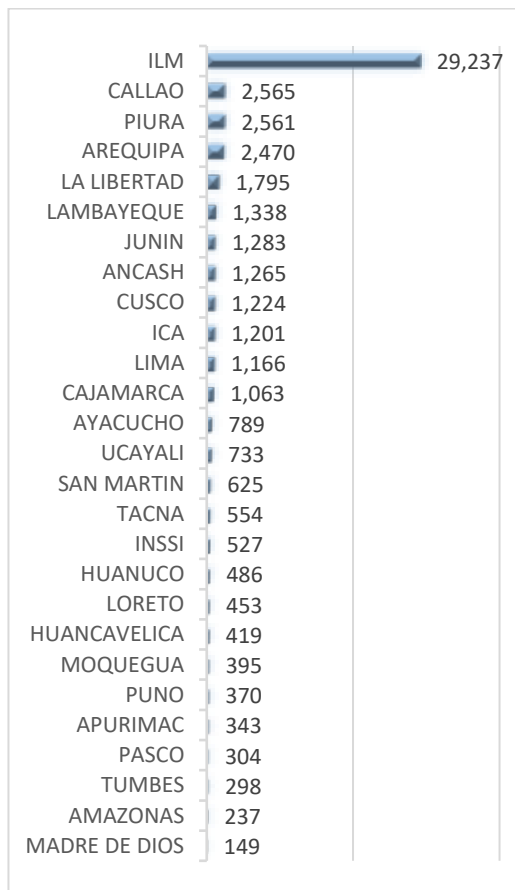 ILM 29,237
CALLAO 2,565
PIURA 2,561
AREQUIPA 2,470
LA LIBERTAD 1,795
LAMBAYEQUE 1,338
JUNIN 1,283
ANCASH 1,265
CUSCO 1,224
ICA 1,201
LIMA 1,166
CAJAMARCA 1,063
AYACUCHO 789
UCAYALI 733
SAN MARTIN 625
TACNA 554
INSSI 527
HUANUCO 486
LORETO 453
HUANCAVELICA 419
MOQUEGUA 395
PUNO 370
APURIMAC 343
PASCO 304
TUMBES 298
AMAZONAS 237
MADRE DE DIOS 149